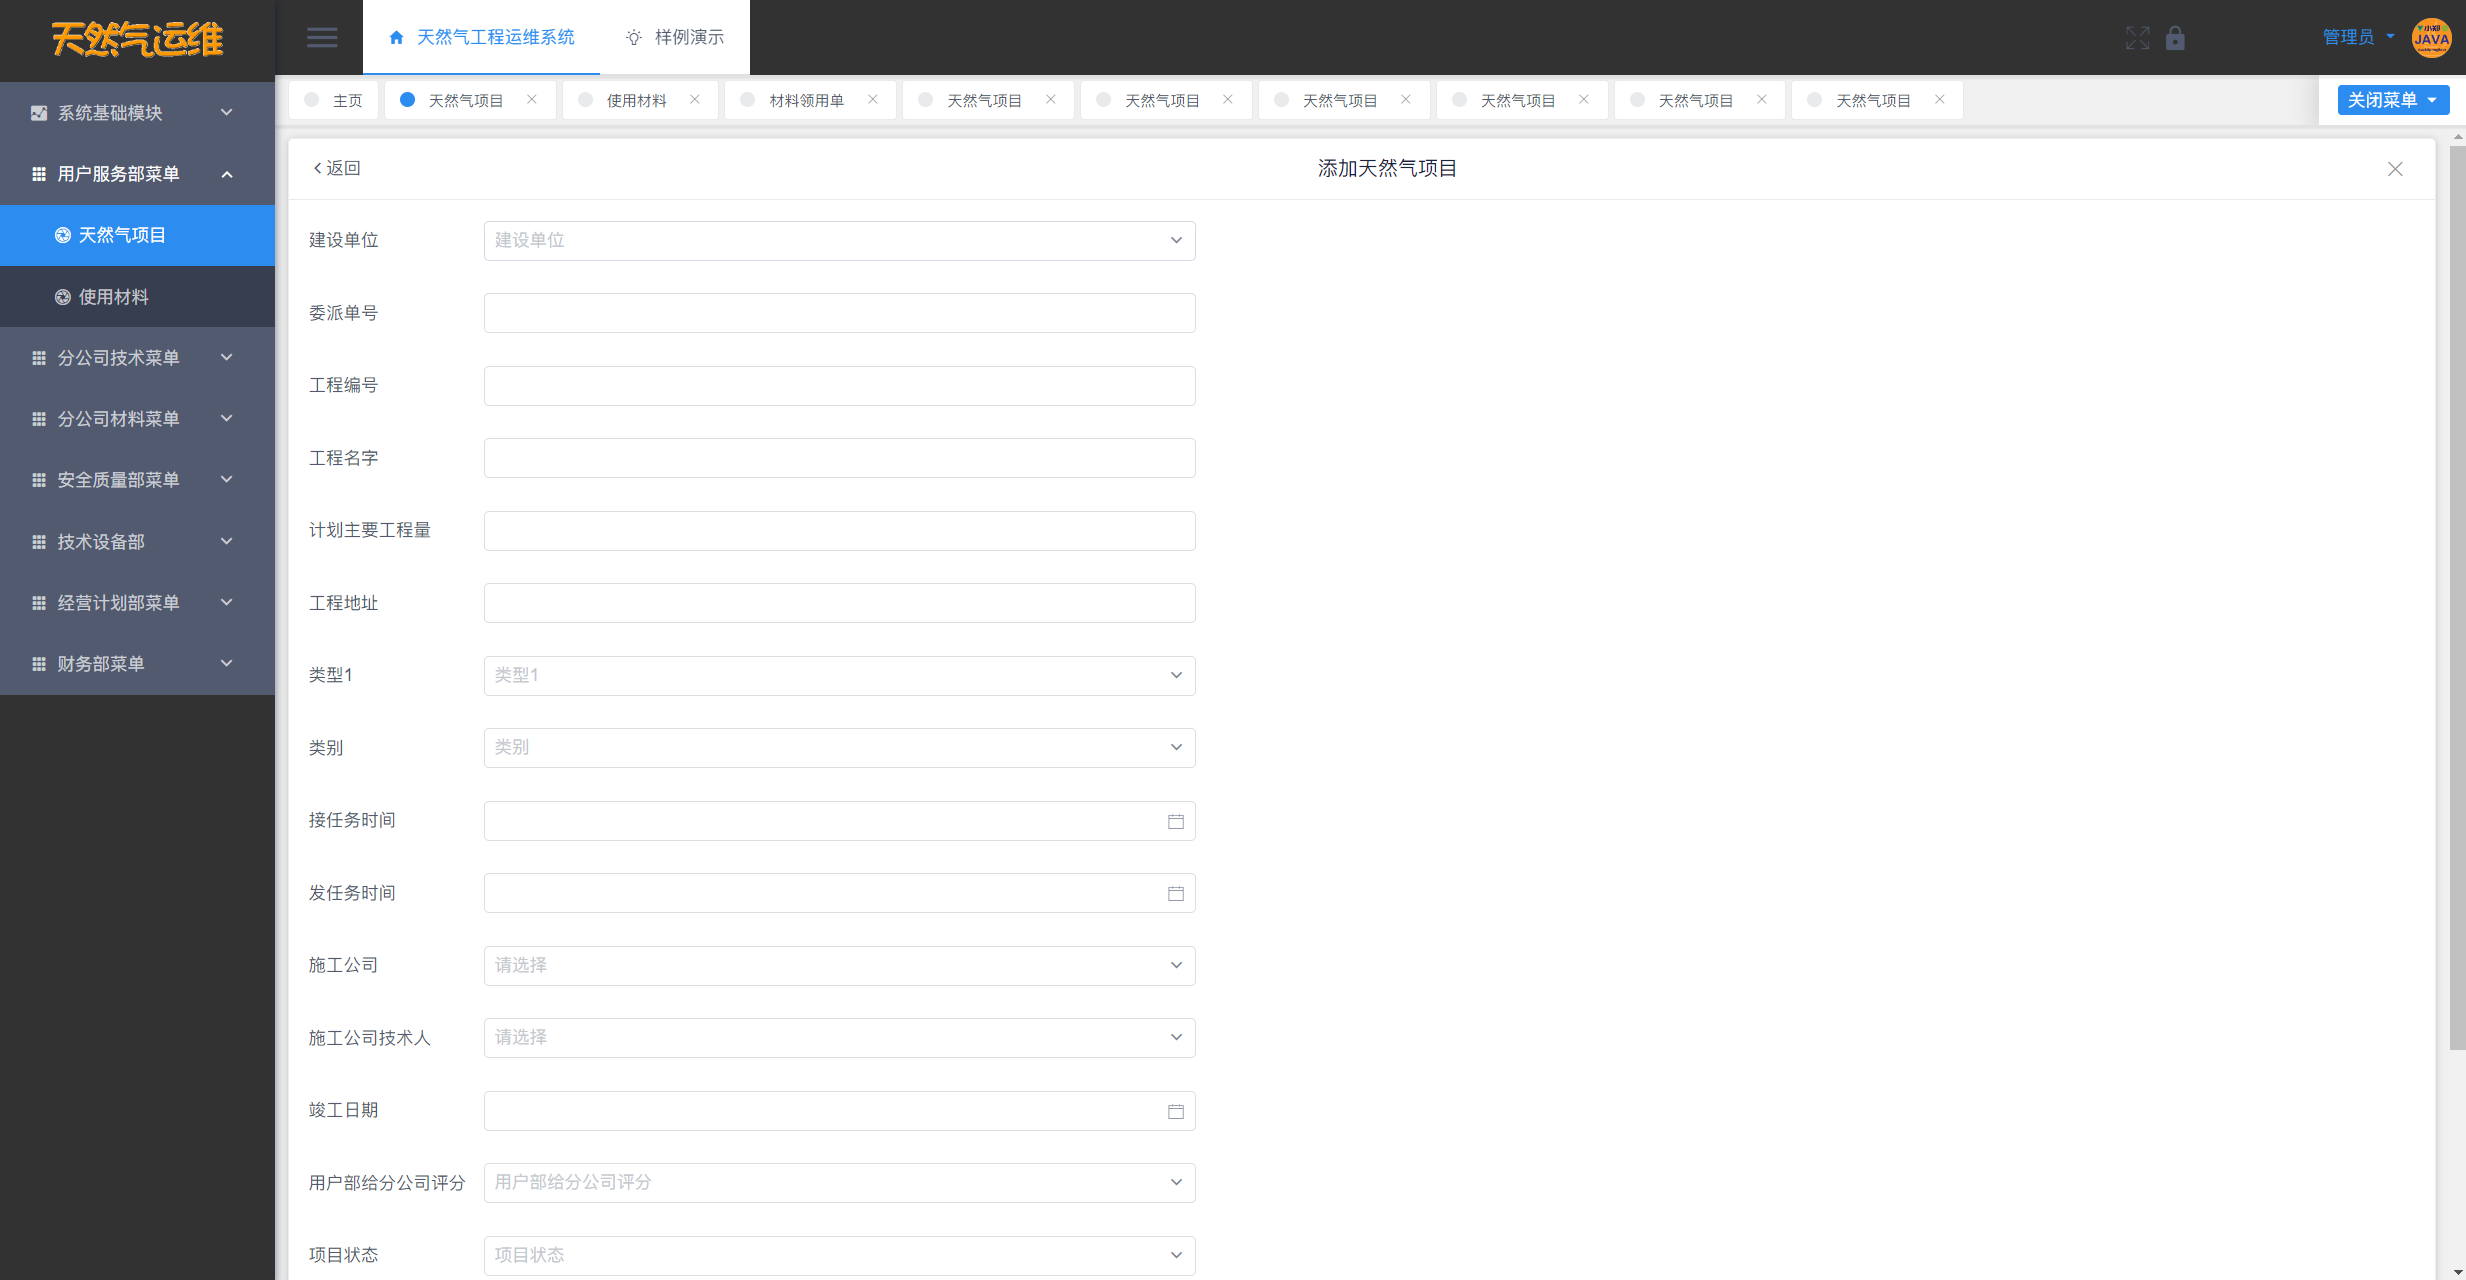 天然气运维
天然气工程运维系统
样例演示
管理员
小郑
JAVA
主页
天然气项目
使用材料
材料领用单
天然气项目
天然气项目
天然气项目
天然气项目
天然气项目
天然气项目
关闭菜单
系统基础模块
用户服务部菜单
天然气项目
使用材料
分公司技术菜单
分公司材料菜单
安全质量部菜单
技术设备部
经营计划部菜单
财务部菜单
返回
添加天然气项目
建设单位
建设单位
委派单号
工程编号
工程名字
计划主要工程量
工程地址
类型1
类型1
类别
类别
接任务时间
发任务时间
施工公司
请选择
施工公司技术人
请选择
竣工日期
用户部给分公司评分
用户部给分公司评分
项目状态
项目状态